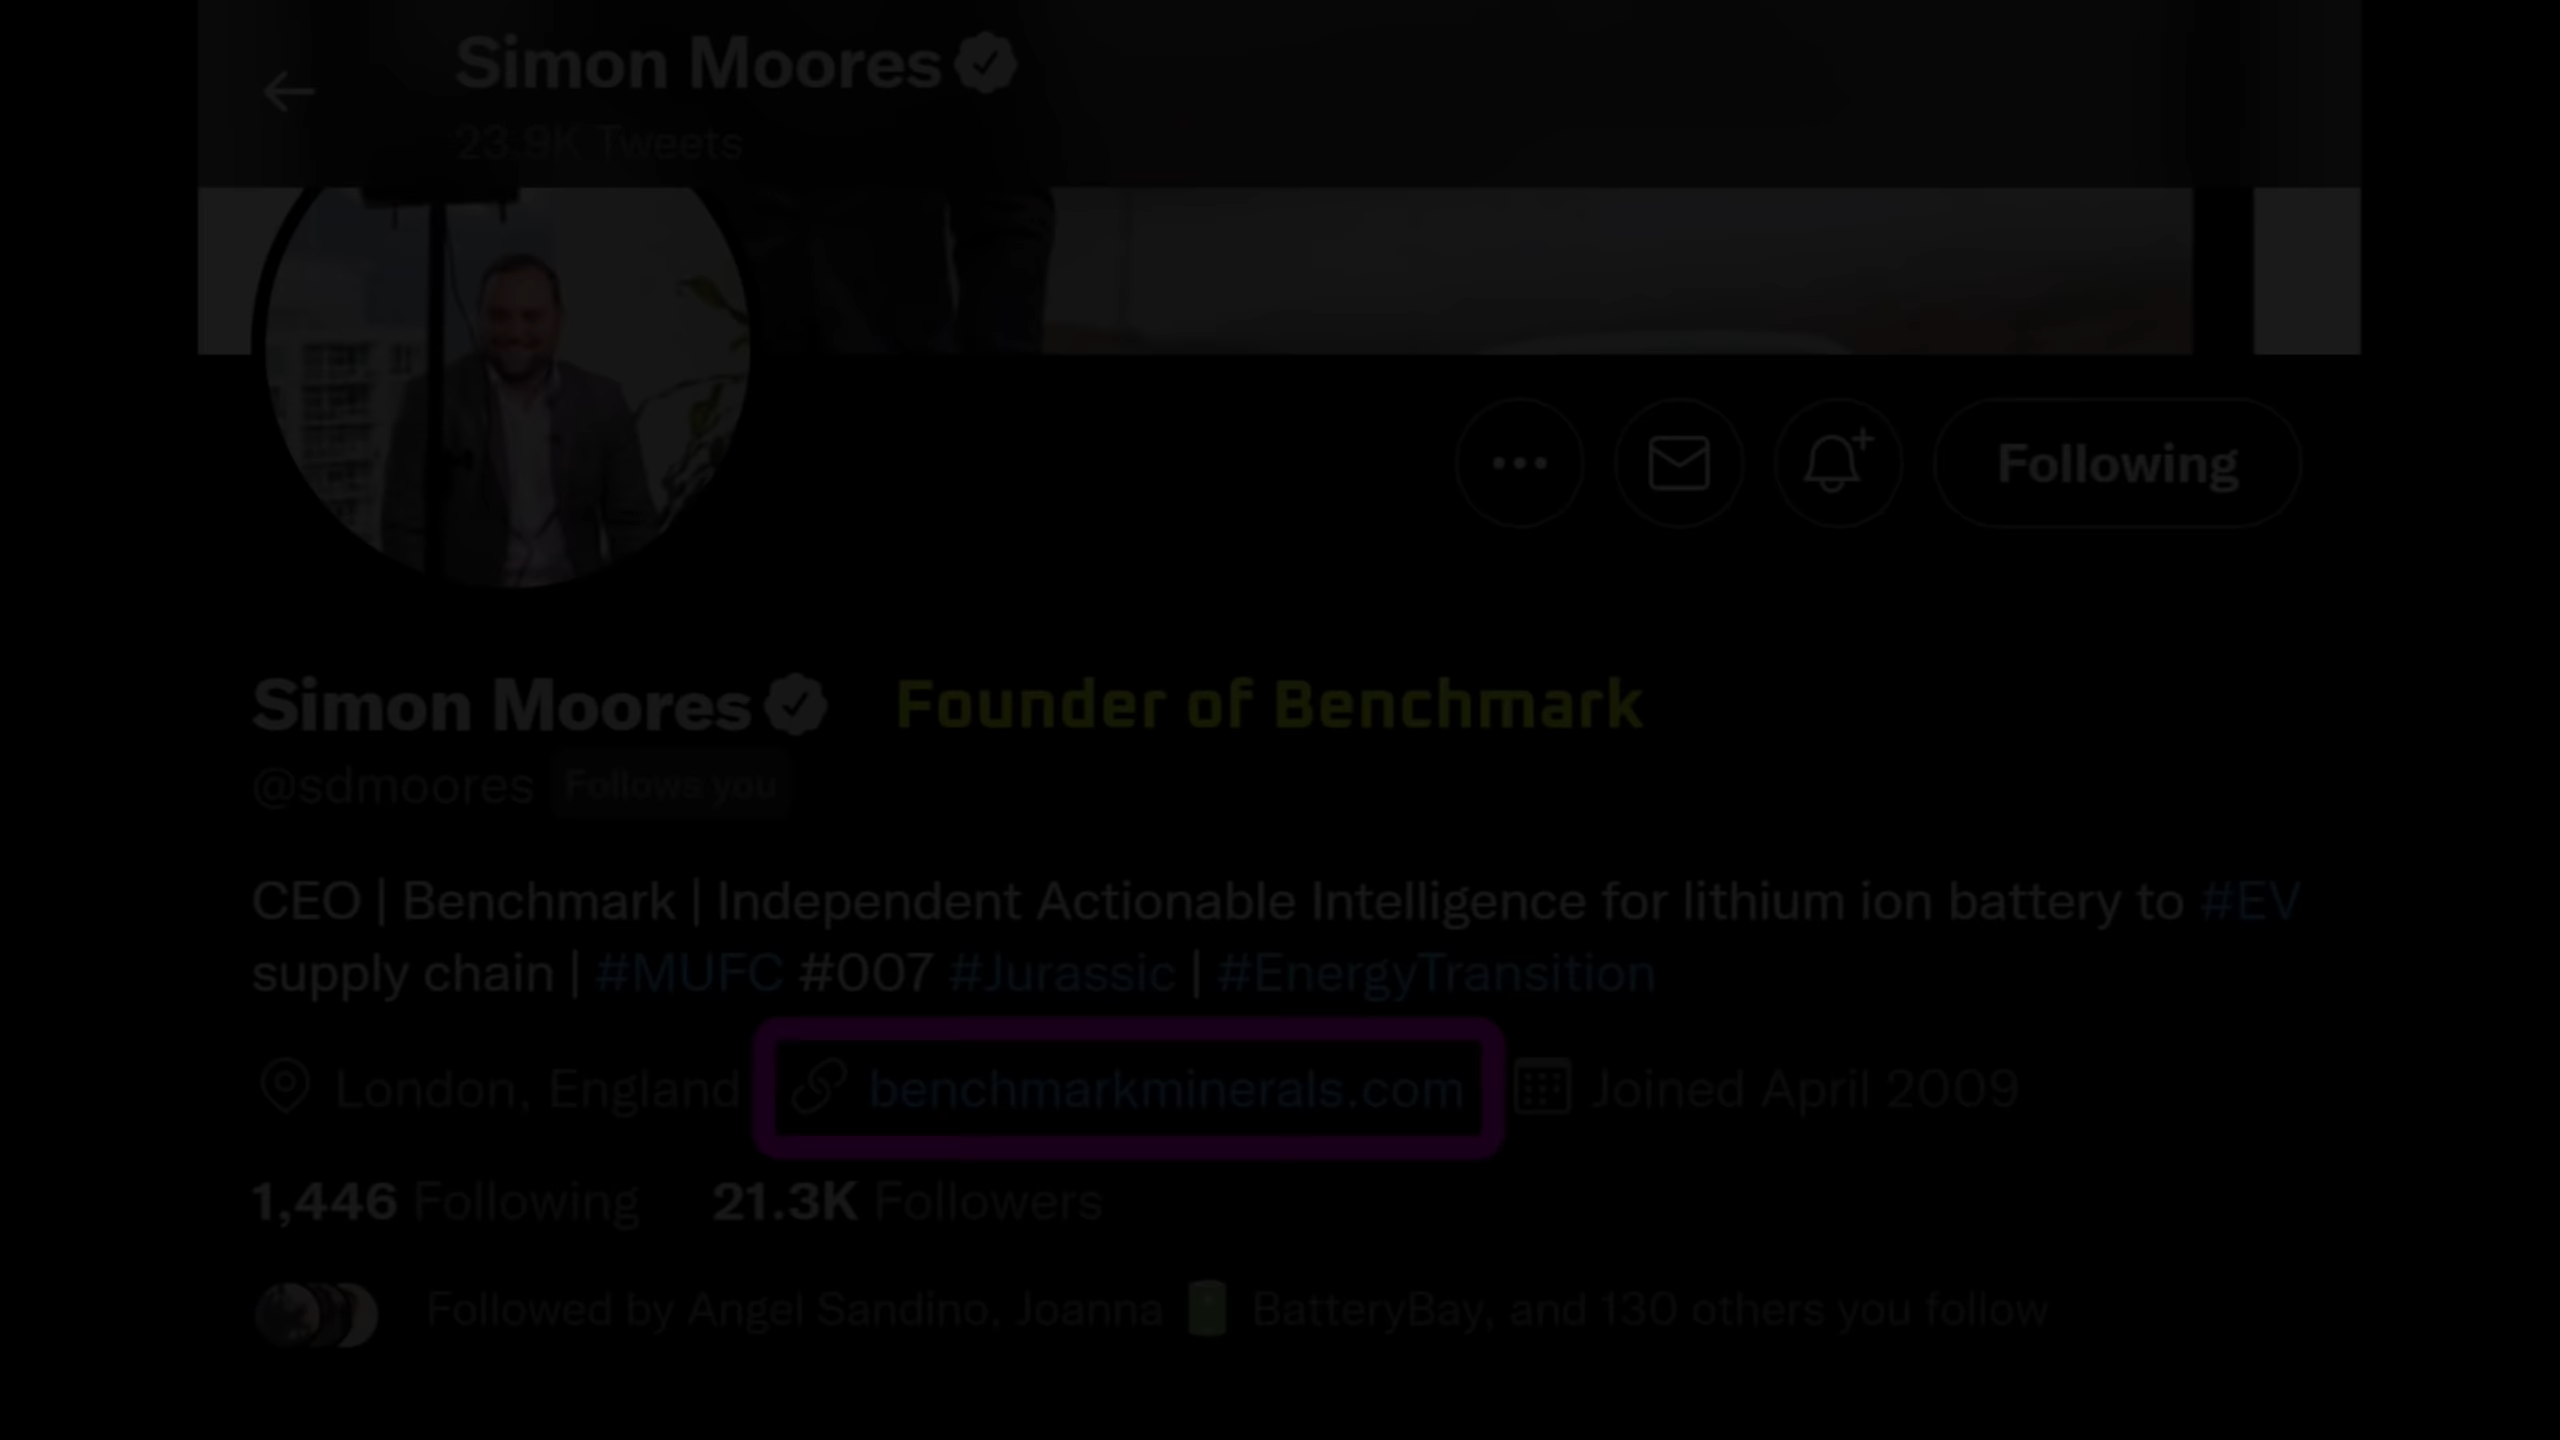 Simon Moores
23.9K Tweets
Following
Simon Moores Founder of Benchmark
@sdmoores Follows you
CEO | Benchmark | Independent Actionable Intelligence for lithium ion battery to #EV
supply chain | #MUFC #007 #Jurassic | #EnergyTransition
London, England benchmarkminerals.com Joined April 2009
1,446 Following 21.3K Followers
Followed by Angel Sandino, Joanna BatteryBay, and 130 others you follow